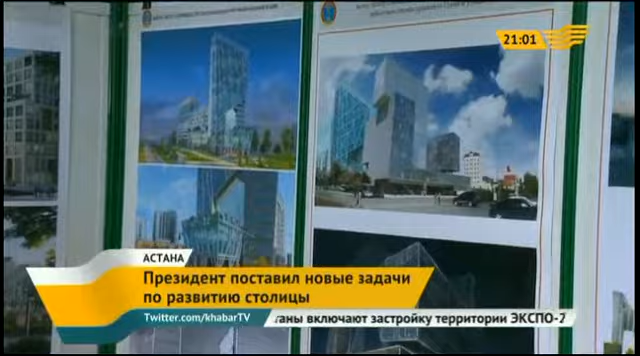 21:01
АСТАНА
Президент поставил новые задачи
по развитию столицы
Twitter.com/khabarTV
таны включают застройку территории ЭКСПО-2